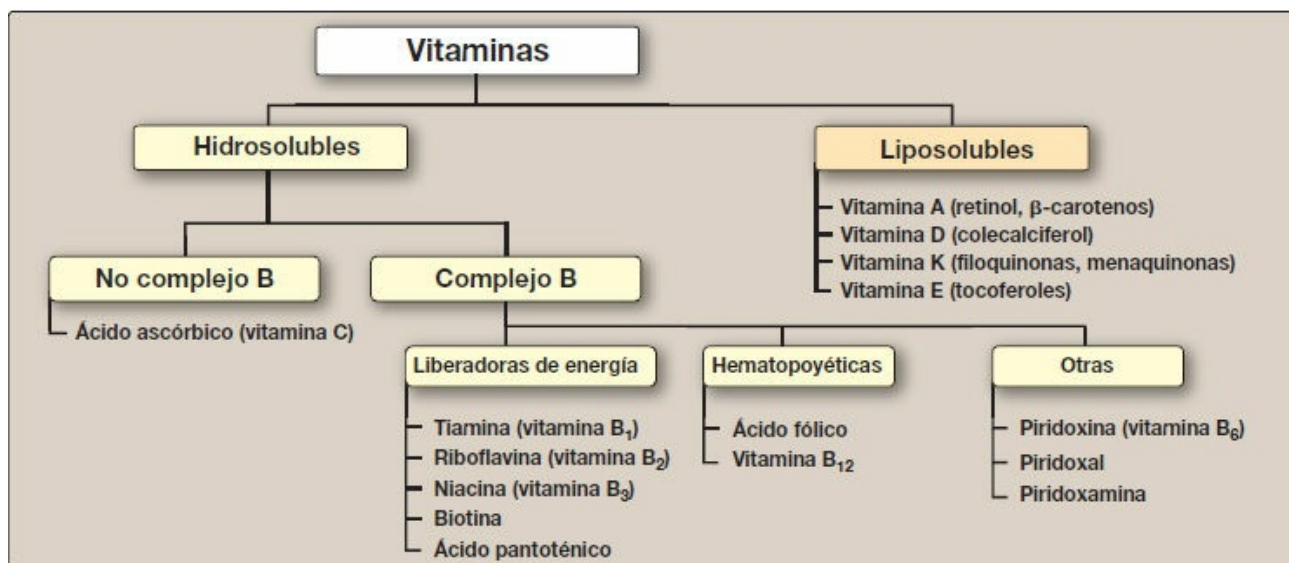 Vitaminas
Hidrosolubles
Liposolubles
Vitamina A (retinol, β-carotenos)
Vitamina D (colecalciferol)
Vitamina K (filoquinonas, menaquinonas)
Vitamina E (tocoferoles)
No complejo B
Complejo B
Ácido ascórbico (vitamina C)
Liberadoras de energía
Hematopoyéticas
Otras
Tiamina (vitamina B₁)
Riboflavina (vitamina B₂)
Niacina (vitamina B₃)
Biotina
Ácido pantoténico
Ácido fólico
Vitamina B₁₂
Piridoxina (vitamina B₆)
Piridoxal
Piridoxamina